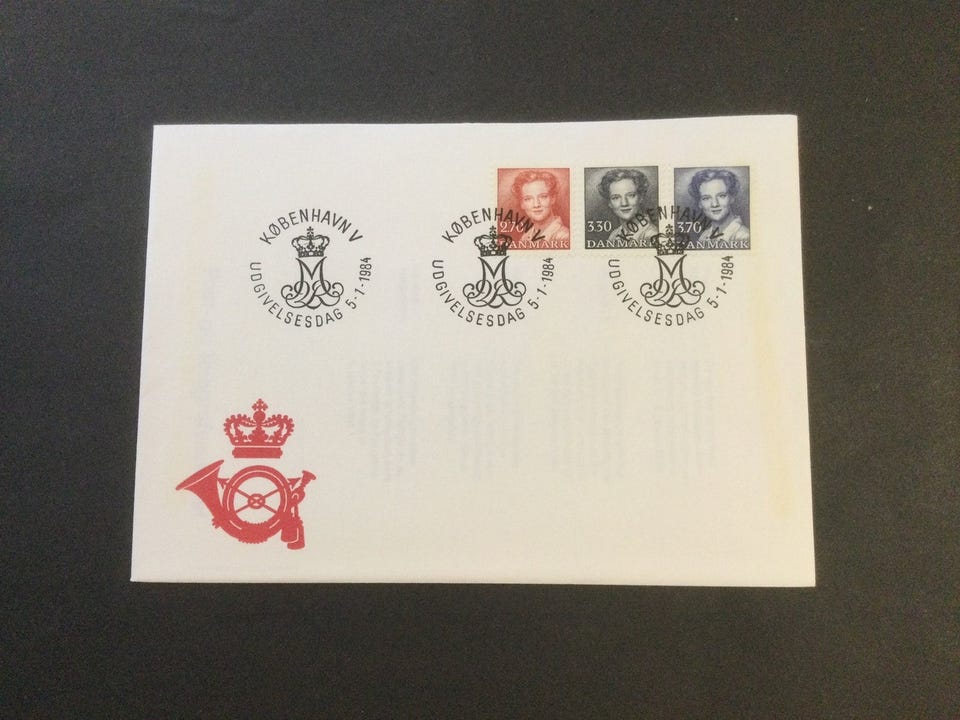 KØBENHAVN V
UDGIVELSESDAG 5-1-1984
KØBENHAVN V
UDGIVELSESDAG 5-1-1984
KØBENHAVN V
UDGIVELSESDAG 5-1-1984
2.70
DANMARK
3.30
DANMARK
3.70
DANMARK